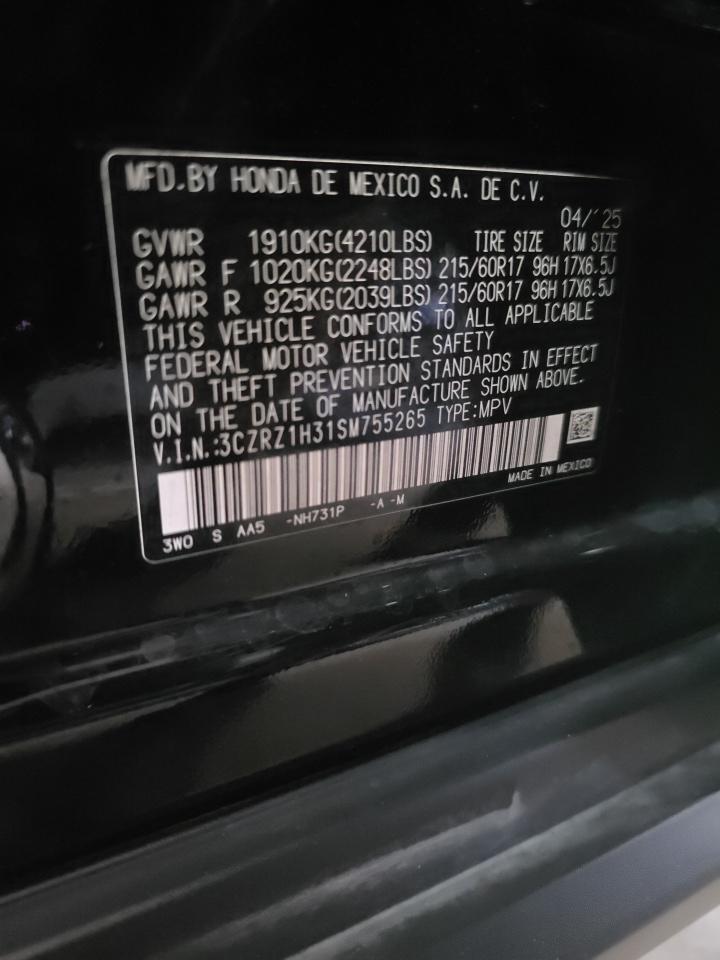 MFD.BY HONDA DE MEXICO S.A. DE C.V.
04/'25
GVWR 1910KG(4210LBS) TIRE SIZE RIM SIZE
GAWR F 1020KG(2248LBS) 215/60R17 96H 17X6.5J
GAWR R 925KG(2039LBS) 215/60R17 96H 17X6.5J
THIS VEHICLE CONFORMS TO ALL APPLICABLE
FEDERAL MOTOR VEHICLE SAFETY
AND THEFT PREVENTION STANDARDS IN EFFECT
ON THE DATE OF MANUFACTURE SHOWN ABOVE.
V.I.N.:3CZRZ1H31SM755265 TYPE:MPV
MADE IN MEXICO
3W0 S AA5 -NH731P -A -M